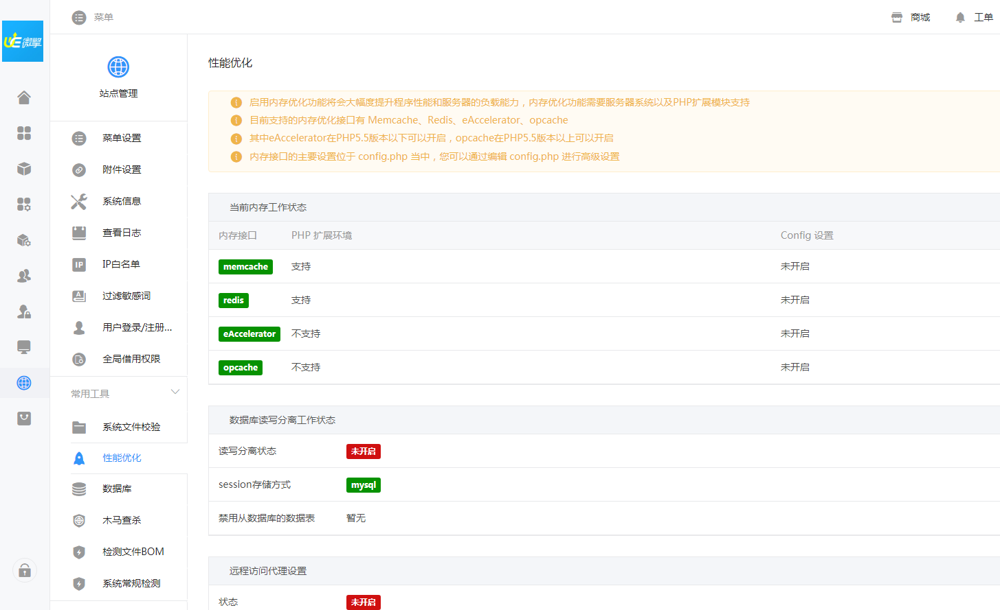 菜单
商城
工单
微擎
站点管理
菜单设置
附件设置
系统信息
查看日志
IP
IP白名单
过滤敏感词
用户登录/注册...
全局借用权限
常用工具
系统文件校验
性能优化
数据库
木马查杀
检测文件BOM
系统常规检测
性能优化
启用内存优化功能将会大幅度提升程序性能和服务器的负载能力，内存优化功能需要服务器系统以及PHP扩展模块支持
目前支持的内存优化接口有 Memcache、Redis、eAccelerator、opcache
其中eAccelerator在PHP5.5版本以下可以开启，opcache在PHP5.5版本以上可以开启
内存接口的主要设置位于 config.php 当中，您可以通过编辑 config.php 进行高级设置
当前内存工作状态
内存接口 PHP 扩展环境 Config 设置
memcache 支持 未开启
redis 支持 未开启
eAccelerator 不支持 未开启
opcache 不支持 未开启
数据库读写分离工作状态
读写分离状态 未开启
session存储方式 mysql
禁用从数据库的数据表 暂无
远程访问代理设置
状态 未开启